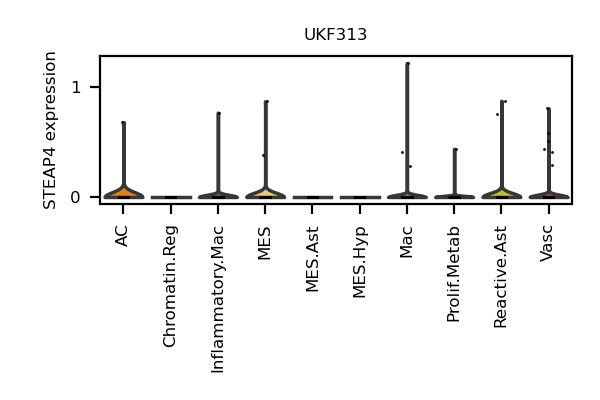 UKF313
STEAP4 expression
1
0
AC
Chromatin.Reg
Inflammatory.Mac
MES
MES.Ast
MES.Hyp
Mac
Prolif.Metab
Reactive.Ast
Vasc